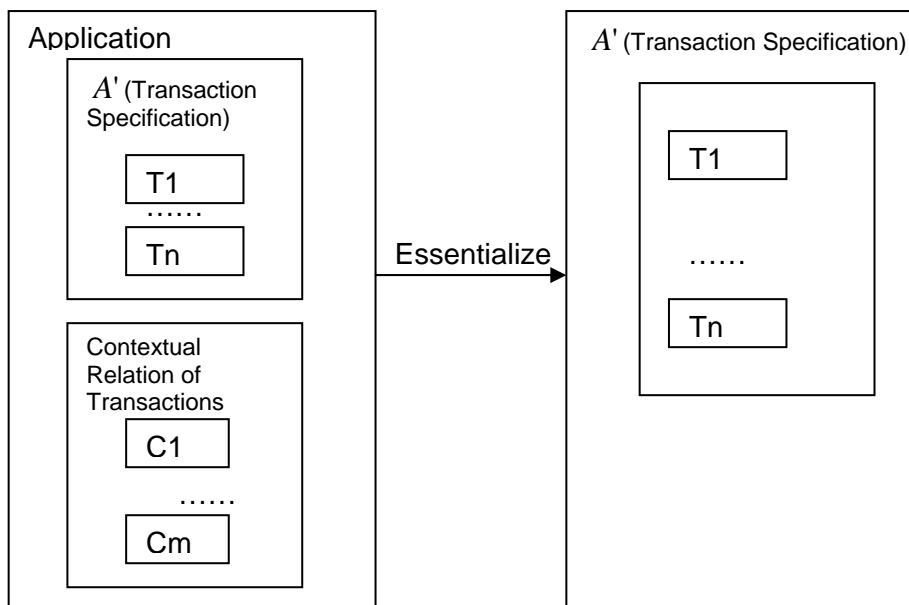 Application
A' (Transaction
Specification)
T1
……
Tn
Contextual
Relation of
Transactions
C1
……
Cm
Essentialize
A' (Transaction Specification)
T1
……
Tn